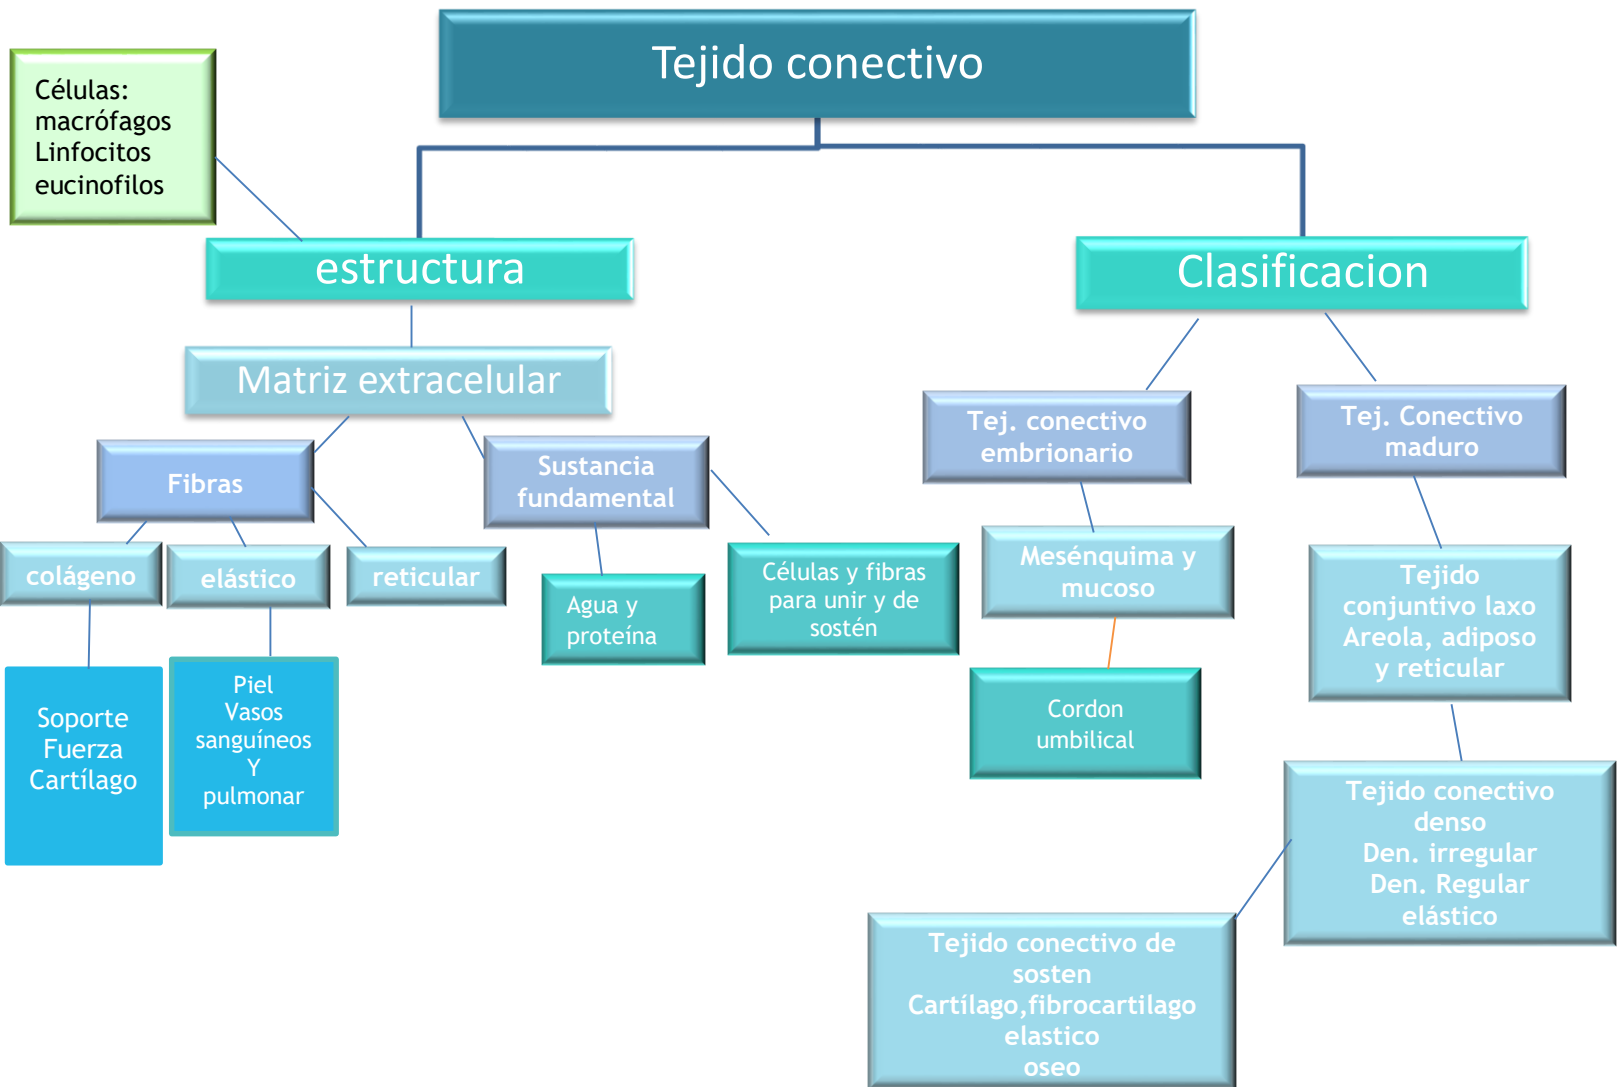 Tejido conectivo
Células:
macrófagos
Linfocitos
eucinofilos
estructura
Clasificacion
Matriz extracelular
Tej. conectivo
embrionario
Tej. Conectivo
maduro
Fibras
Sustancia
fundamental
colágeno
elástico
reticular
Agua y
proteína
Células y fibras
para unir y de
sostén
Mesénquima y
mucoso
Tejido
conjuntivo laxo
Areola, adiposo
y reticular
Soporte
Fuerza
Cartílago
Piel
Vasos
sanguíneos
Y
pulmonar
Cordon
umbilical
Tejido conectivo
denso
Den. irregular
Den. Regular
elástico
Tejido conectivo de
sosten
Cartílago,fibrocartilago
elastico
oseo